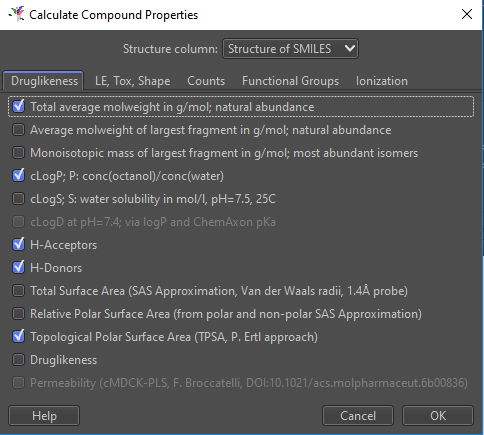 Calculate Compound Properties
Structure column: Structure of SMILES
Druglikeness LE, Tox, Shape Counts Functional Groups Ionization
Total average molweight in g/mol; natural abundance
Average molweight of largest fragment in g/mol; natural abundance
Monoisotopic mass of largest fragment in g/mol; most abundant isomers
cLogP; P: conc(octanol)/conc(water)
cLogS; S: water solubility in mol/l, pH=7.5, 25C
cLogD at pH=7.4; via logP and ChemAxon pKa
H-Acceptors
H-Donors
Total Surface Area (SAS Approximation, Van der Waals radii, 1.4Å probe)
Relative Polar Surface Area (from polar and non-polar SAS Approximation)
Topological Polar Surface Area (TPSA, P. Ertl approach)
Druglikeness
Permeability (cMDCK-PLS, F. Broccatelli, DOI:10.1021/acs.molpharmaceut.6b00836)
Help Cancel OK